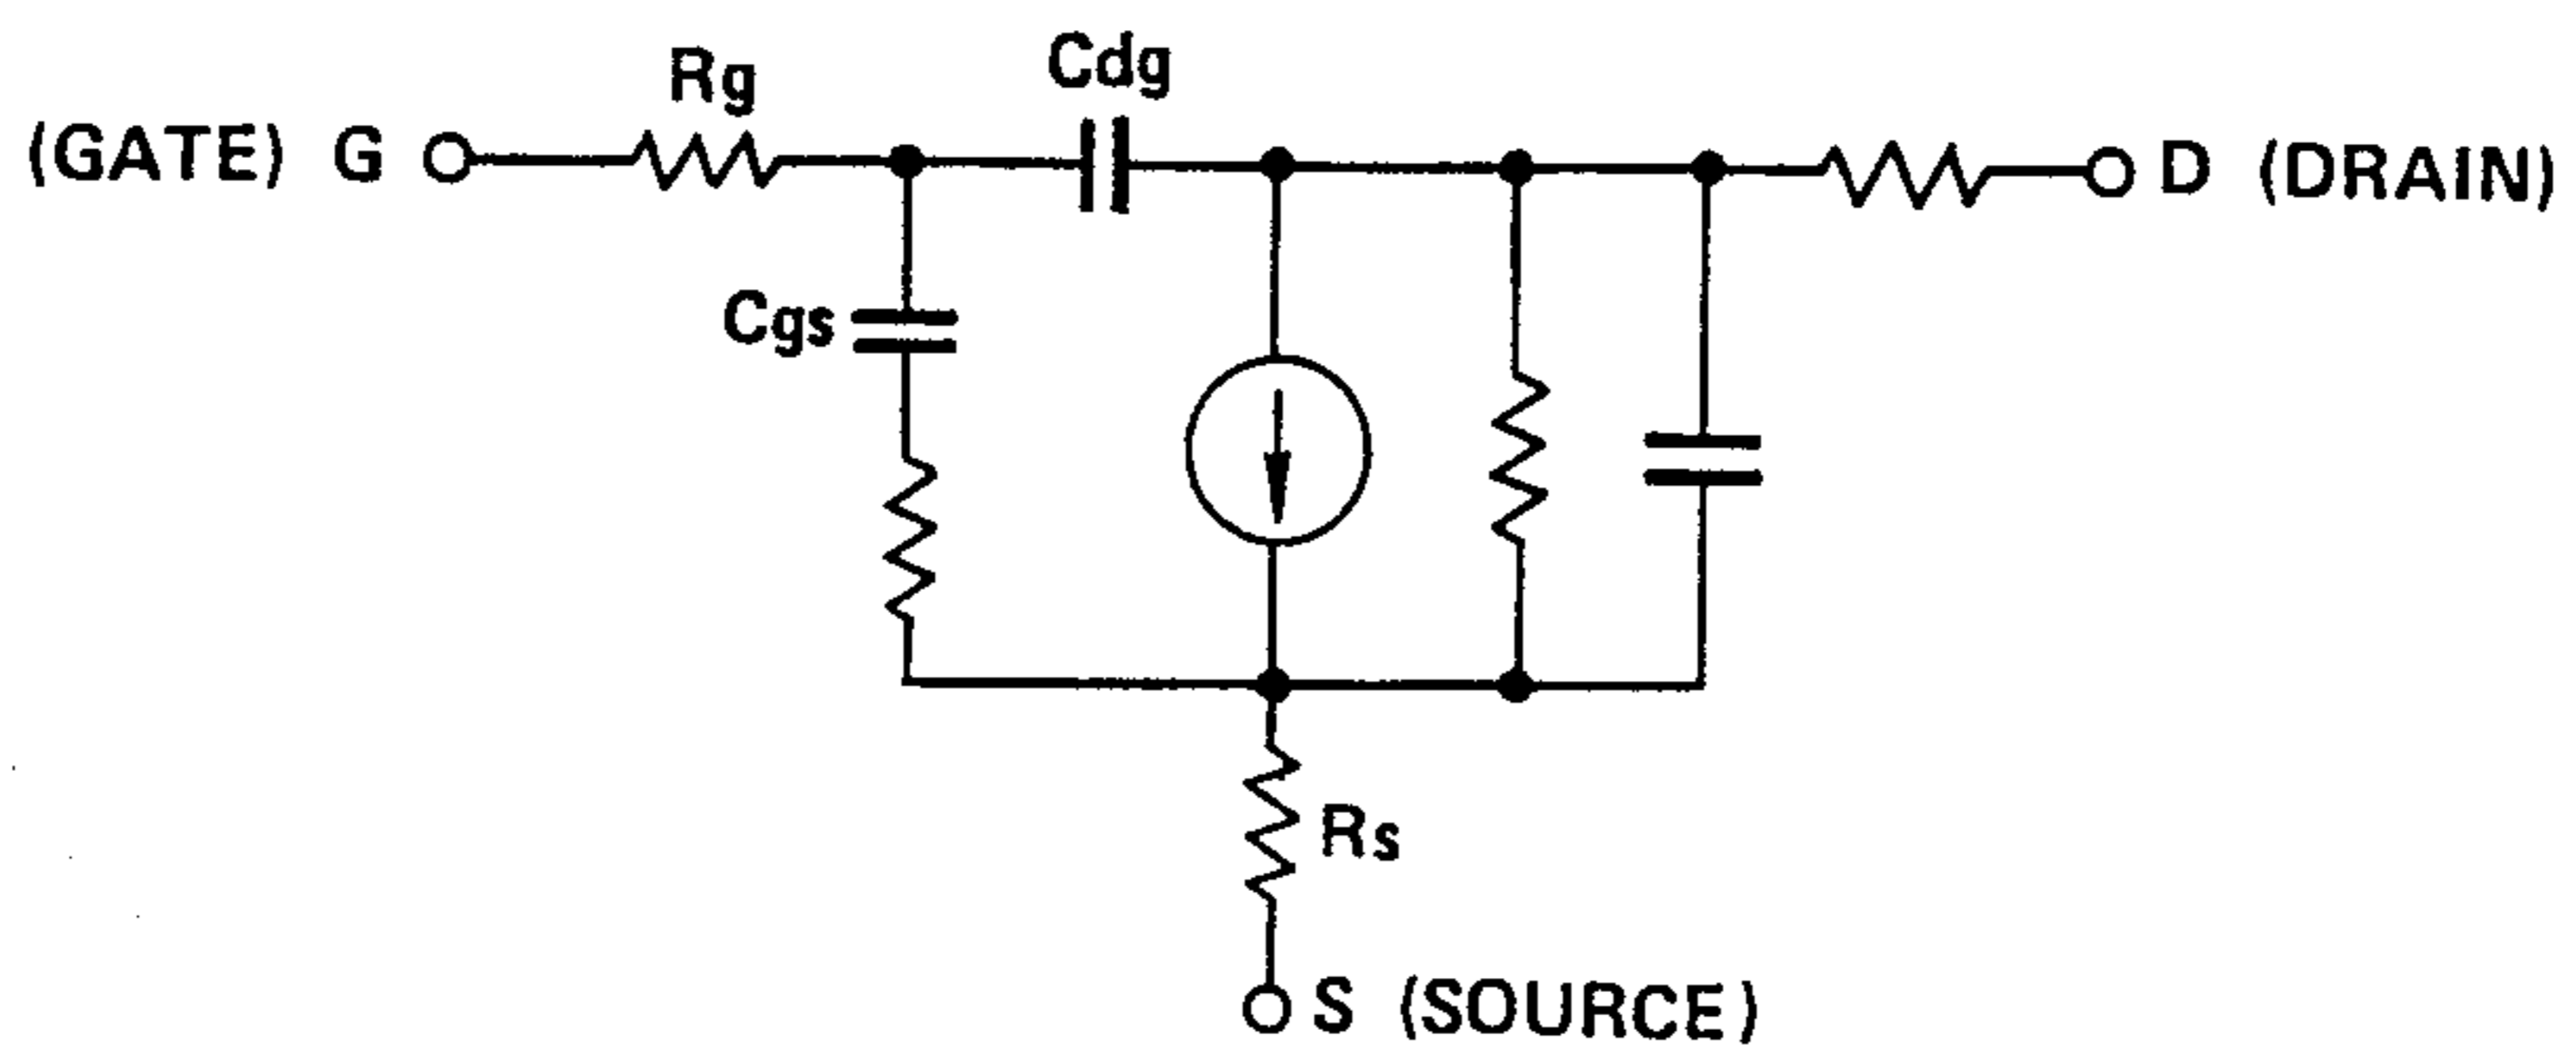 Rg
Cdg
(GATE) G
D (DRAIN)
Cgs
Rs
S (SOURCE)